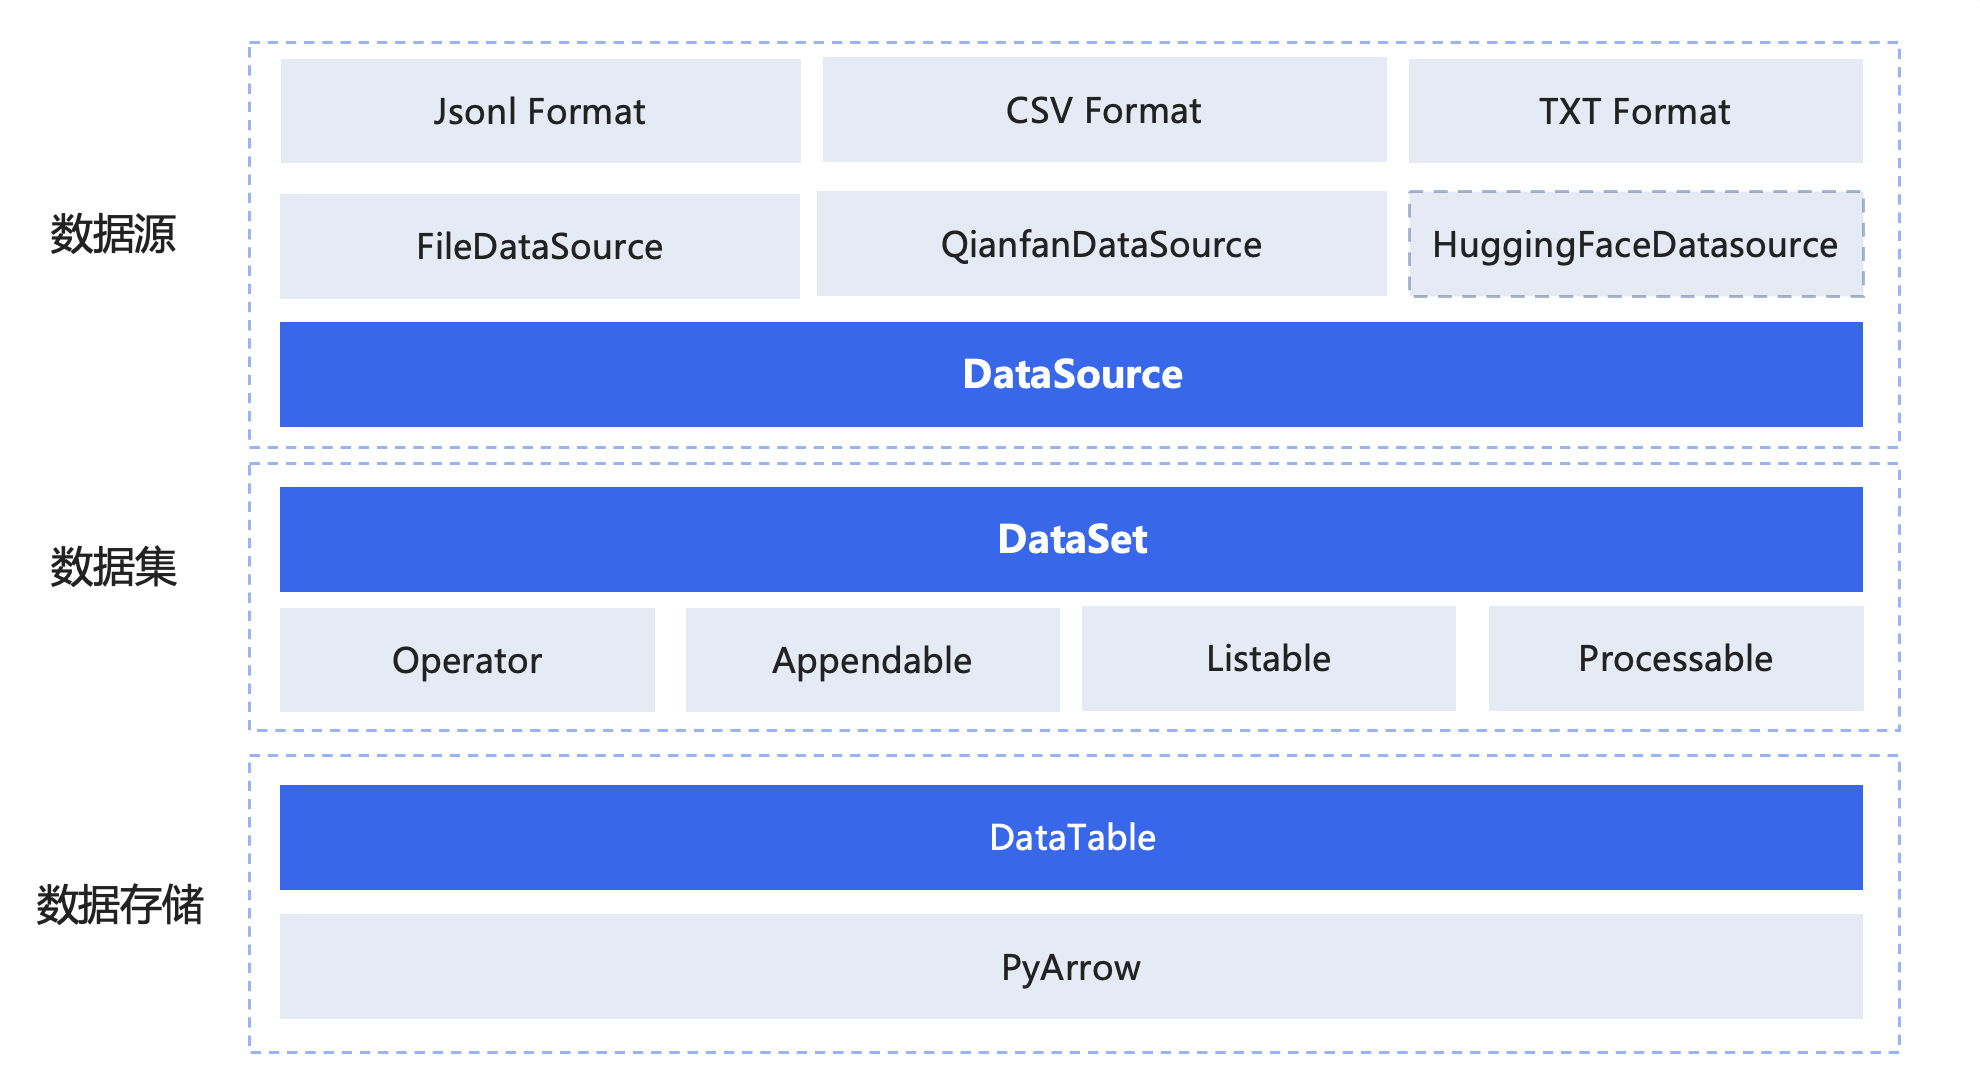 Jsonl Format
CSV Format
TXT Format
数据源
FileDataSource
QianfanDataSource
HuggingFaceDatasource
DataSource
数据集
DataSet
Operator
Appendable
Listable
Processable
数据存储
DataTable
PyArrow